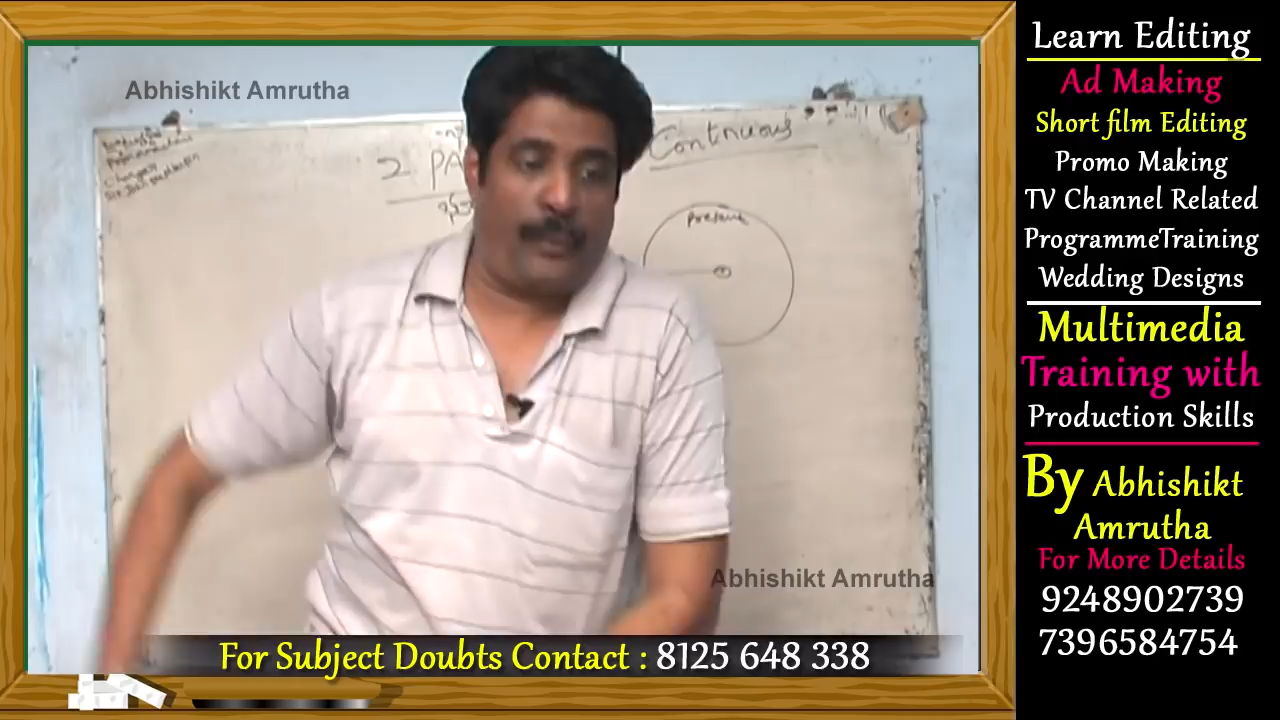 Abhishikt Amrutha
2 PA
Continuous
Abhishikt Amrutha
For Subject Doubts Contact : 8125 648 338
Learn Editing
Ad Making
Short film Editing
Promo Making
TV Channel Related
ProgrammeTraining
Wedding Designs
Multimedia
Training with
Production Skills
By Abhishikt
Amrutha
For More Details
9248902739
7396584754